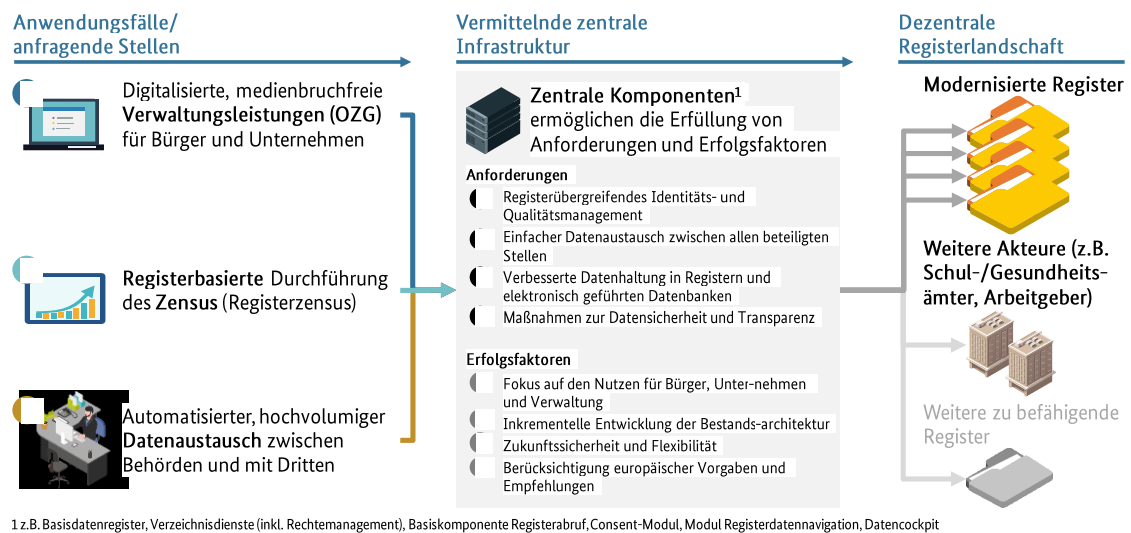 Anwendungsfälle/
anfragende Stellen
Digitalisierte, medienbruchfreie
Verwaltungsleistungen (OZG)
für Bürger und Unternehmen
Registerbasierte Durchführung
des Zensus (Registerzensus)
Automatisierter, hochvolumiger
Datenaustausch zwischen
Behörden und mit Dritten
Vermittelnde zentrale
Infrastruktur
Zentrale Komponenten¹
ermöglichen die Erfüllung von
Anforderungen und Erfolgsfaktoren
Anforderungen
Registerübergreifendes Identitäts- und
Qualitätsmanagement
Einfacher Datenaustausch zwischen allen beteiligten
Stellen
Verbesserte Datenhaltung in Registern und
elektronisch geführten Datenbanken
Maßnahmen zur Datensicherheit und Transparenz
Erfolgsfaktoren
Fokus auf den Nutzen für Bürger, Unter-nehmen
und Verwaltung
Inkrementelle Entwicklung der Bestands-architektur
Zukunftssicherheit und Flexibilität
Berücksichtigung europäischer Vorgaben und
Empfehlungen
Dezentrale
Registerlandschaft
Modernisierte Register
Weitere Akteure (z.B.
Schul-/Gesundheits-
ämter, Arbeitgeber)
Weitere zu befähigende
Register
1 z.B. Basisdatenregister, Verzeichnisdienste (inkl. Rechtemanagement), Basiskomponente Registerabruf, Consent-Modul, Modul Registerdatennavigation, Datencockpit